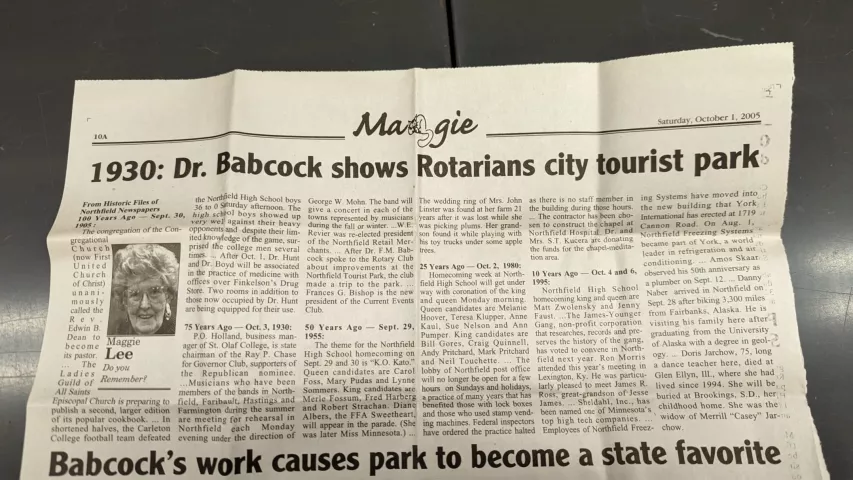 10A
Maggie
Saturday, October 1, 2005
1930: Dr. Babcock shows Rotarians city tourist park
From Historic Files of
Northfield Newspapers
100 Years Ago — Sept. 30,
1905:
The congregation of the Con-
gregational
Church
(now First
United
Church
of Christ)
unani-
mously
called the
Rev.
Edwin B.
Dean to
become
its pastor.
... The
Ladies
Guild of
All Saints
Maggie
Lee
Do you
Remember?
Episcopal Church is preparing to
publish a second, larger edition
of its popular cookbook. ... In
shortened halves, the Carleton
College football team defeated
the Northfield High School boys
36 to 0 Saturday afternoon. The
high school boys showed up
very well against their heavy
opponents and despite their lim-
ited knowledge of the game, sur-
prised the college men several
times. ... After Oct. 1, Dr. Hunt
and Dr. Boyd will be associated
in the practice of medicine with
offices over Finkelson's Drug
Store. Two rooms in addition to
those now occupied by Dr. Hunt
are being equipped for their use.
75 Years Ago — Oct. 3, 1930:
P.O. Holland, business man-
ager of St. Olaf College, is state
chairman of the Ray P. Chase
for Governor Club, supporters of
the Republican nominee.
...Musicians who have been
members of the bands in North-
field, Faribault, Hastings and
Farmington during the summer
are meeting for rehearsal in
Northfield each Monday
evening under the direction of
George W. Mohn. The band will
give a concert in each of the
towns represented by musicians
during the fall or winter. ...W.E.
Revier was re-elected president
of the Northfield Retail Mer-
chants. ... After Dr. F.M. Bab-
cock spoke to the Rotary Club
about improvements at the
Northfield Tourist Park, the club
made a trip to the park. ...
Frances G. Bishop is the new
president of the Current Events
Club.
50 Years Ago — Sept. 29,
1955:
The theme for the Northfield
High School homecoming on
Sept. 29 and 30 is "K.O. Kato."
Queen candidates are Carol
Foss, Mary Pudas and Lynne
Sommers. King candidates are
Merle Fossum, Fred Harberg
and Robert Strachan. Diane
Albers, the FFA Sweetheart,
will appear in the parade. (She
was later Miss Minnesota.) ...
The wedding ring of Mrs. John
Linster was found at her farm 21
years after it was lost while she
was picking plums. Her grand-
son found it while playing with
his toy trucks under some apple
trees.
25 Years Ago — Oct. 2, 1980:
Homecoming week at North-
field High School will get under
way with coronation of the king
and queen Monday morning.
Queen candidates are Melanie
Hoover, Teresa Klupper, Anne
Kaul, Sue Nelson and Ann
Pumper. King candidates are
Bill Gores, Craig Quinnell,
Andy Prichard, Mark Pritchard
and Neil Touchette. ... The
lobby of Northfield post office
will no longer be open for a few
hours on Sundays and holidays,
a practice of many years that has
benefited those with lock boxes
and those who used stamp vend-
ing machines. Federal inspectors
have ordered the practice halted
as there is no staff member in
the building during those hours.
... The contractor has been cho-
sen to construct the chapel at
Northfield Hospital. Dr. and
Mrs. S.T. Kucera are donating
the funds for the chapel-medita-
tion area.
10 Years Ago — Oct. 4 and 6,
1995:
Northfield High School
homecoming king and queen are
Matt Zwolensky and Jenny
Faust. ...The James-Younger
Gang, non-profit corporation
that researches, records and pre-
serves the history of the gang,
has voted to convene in North-
field next year. Ron Morris
attended this year's meeting in
Lexington, Ky. He was particu-
larly pleased to meet James R.
Ross, great-grandson of Jesse
James. ... Sheldahl, Inc., has
been named one of Minnesota's
top high tech companies. ...
Employees of Northfield Freez-
ing Systems have moved into
the new building that York
International has erected at 1719
Cannon Road. On Aug. 1,
Northfield Freezing Systems
became part of York, a world
leader in refrigeration and air
conditioning. ... Amos Skaar
observed his 50th anniversary as
a plumber on Sept. 12. ... Danny
Naber arrived in Northfield on
Sept. 28 after biking 3,300 miles
from Fairbanks, Alaska. He is
visiting his family here after
graduating from the University
of Alaska with a degree in geol-
ogy. ... Doris Jarchow, 75, long
a dance teacher here, died at
Glen Ellyn, Ill., where she had
lived since 1994. She will be
buried at Brookings, S.D., her
childhood home. She was the
widow of Merrill "Casey" Jar-
chow.
Babcock's work causes park to become a state favorite